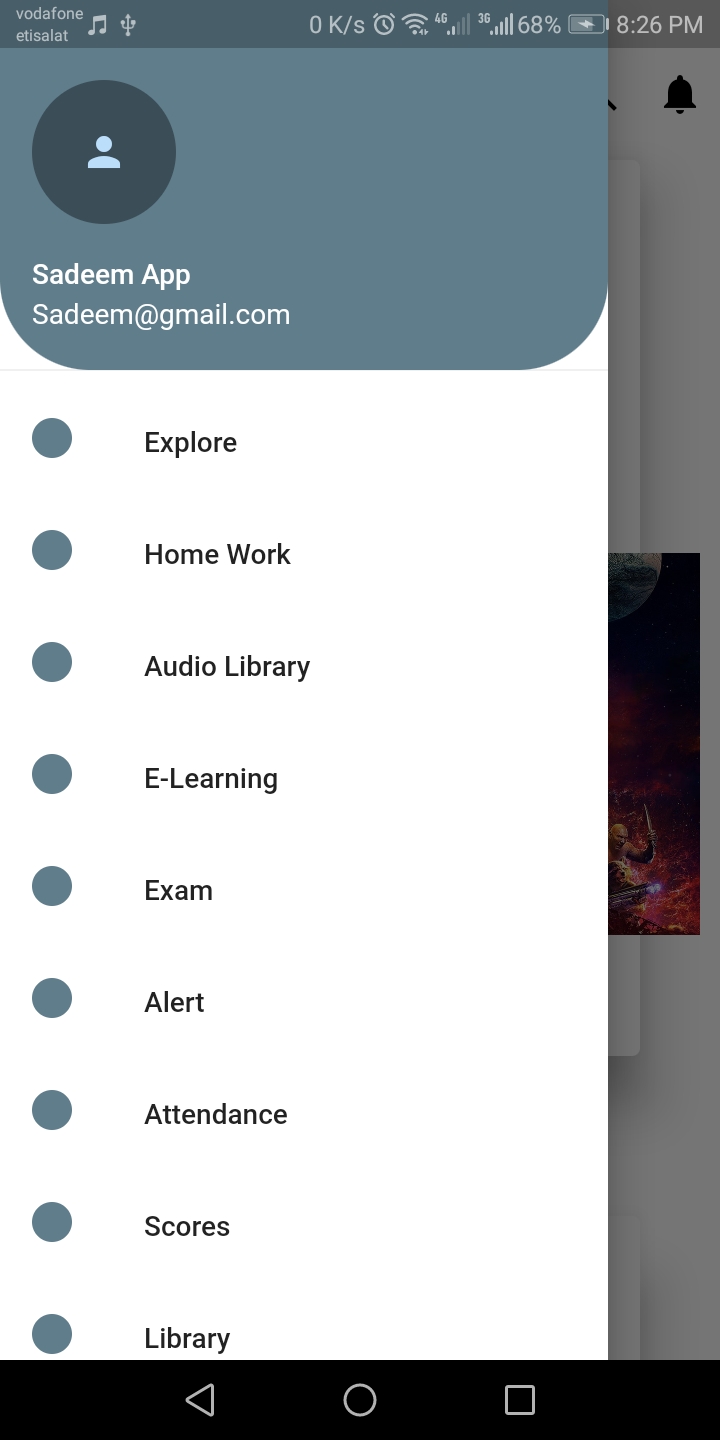 vodafone
etisalat
0 K/s 4G 3G 68% 8:26 PM
Sadeem App
Sadeem@gmail.com
Explore
Home Work
Audio Library
E-Learning
Exam
Alert
Attendance
Scores
Library